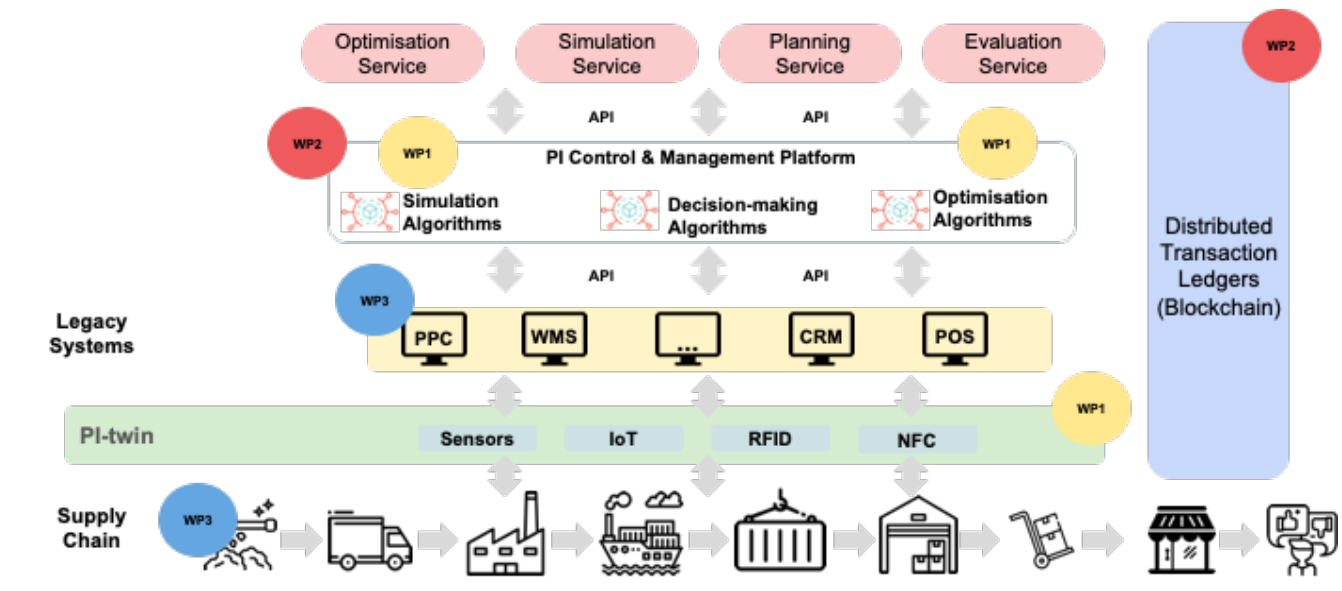 Optimisation
Service
Simulation
Service
Planning
Service
Evaluation
Service
WP2
API
API
WP2
WP1
WP1
PI Control & Management Platform
Simulation
Algorithms
Decision-making
Algorithms
Optimisation
Algorithms
Distributed
Transaction
Ledgers
(Blockchain)
API
API
WP3
Legacy
Systems
PPC
WMS
...
CRM
POS
WP1
PI-twin
Sensors
IoT
RFID
NFC
Supply
Chain
WP3